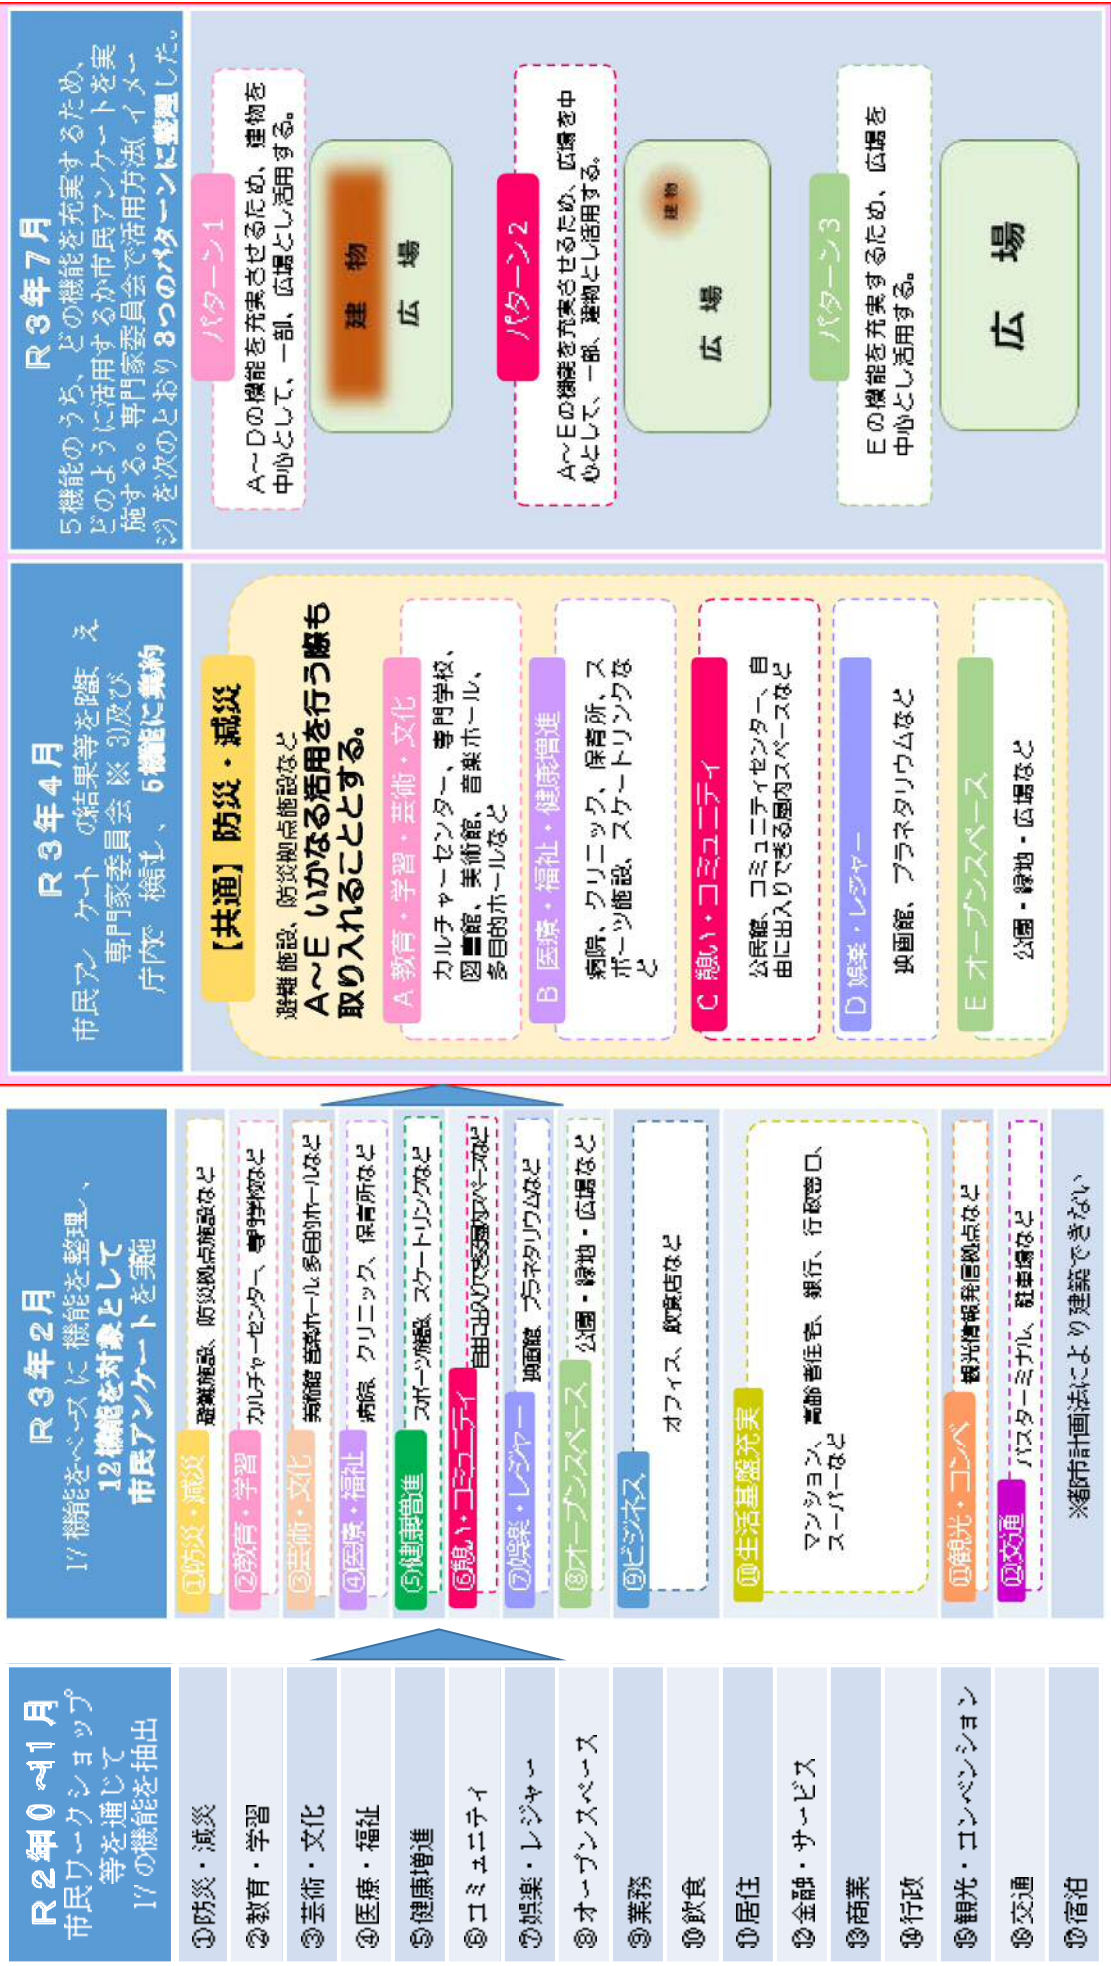 R2年10~11月
市民ワークショップ
等を通じて
17の機能を抽出
①防災・減災
②教育・学習
③芸術・文化
④医療・福祉
⑤健康増進
⑥コミュニティ
⑦娯楽・レジャー
⑧オープンスペース
⑨業務
⑩飲食
⑪居住
⑫金融・サービス
⑬商業
⑭行政
⑮観光・コンベンション
⑯交通
⑰宿泊
R3年2月
17機能をベースに機能を整理し、
12機能を対象として
市民アンケートを実施
①防災・減災
避難施設、防災拠点施設など
②教育・学習
カルチャーセンター、専門学校など
③芸術・文化
美術館 音楽ホール 多目的ホールなど
④医療・福祉
病院、クリニック、保育所など
⑤健康増進
スポーツ施設、スケートリンクなど
⑥憩い・コミュニティ
自由に出入りできる屋内スペースなど
⑦娯楽・レジャー
映画館、プラネタリウムなど
⑧オープンスペース
公園・緑地・広場など
⑨ビジネス
オフィス、飲食店など
⑩生活基盤充実
マンション、高齢者住宅、銀行、行政窓口、
スーパーなど
⑪観光・コンベ
観光情報発信拠点など
⑫交通
バスターミナル、駐車場など
※都市計画法により建築できない
R3年4月
市民アンケートの結果等を踏まえ
専門家委員会(※3)及び
庁内で検討し、5機能に集約
【共通】防災・減災
避難施設、防災拠点施設など
A～E いかなる活用を行う際も
取り入れることとする。
A 教育・学習・芸術・文化
カルチャーセンター、専門学校、
図書館、美術館、音楽ホール、
多目的ホールなど
B 医療・福祉・健康増進
病院、クリニック、保育所、ス
ポーツ施設、スケートリンクな
ど
C 憩い・コミュニティ
公民館、コミュニティセンター、自
由に出入りできる屋内スペースなど
D 娯楽・レジャー
映画館、プラネタリウムなど
E オープンスペース
公園・緑地・広場など
R3年7月
5機能のうち、どの機能を充実するため、
どのように活用するか市民アンケートを実
施する。専門家委員会で活用方法(イメー
ジ)を次のとおり8つのパターンに整理した。
パターン1
A～Dの機能を充実させるため、建物を
中心として、一部、広場とし活用する。
建物
広場
パターン2
A～Eの機能を充実させるため、広場を中
心として、一部、建物とし活用する。
建物
広場
パターン3
Eの機能を充実するため、広場を
中心とし活用する。
広場